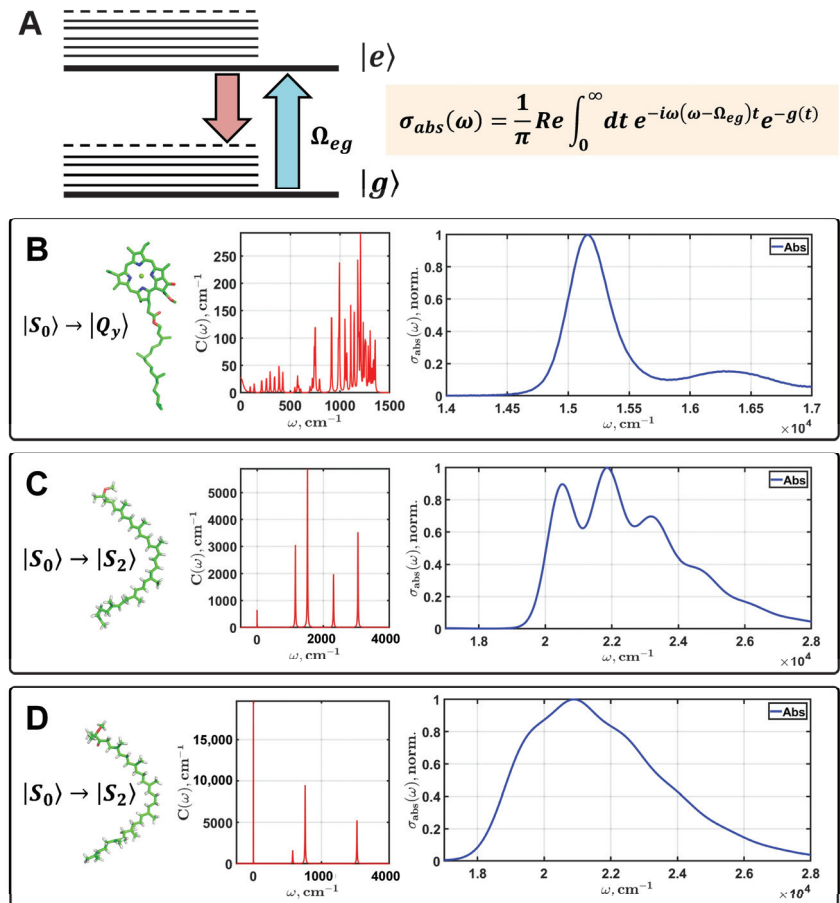 A
|e⟩
Ω_eg
|g⟩
σ_abs(ω) = 1/π Re ∫_0^∞ dt e^{-iω(ω-Ω_eg)t} e^{-g(t)}
B
|S_0⟩ → |Q_y⟩
C(ω), cm⁻¹
250
200
150
100
50
0
0 500 1000 1500
ω, cm⁻¹
σ_abs(ω), norm.
1
0.8
0.6
0.4
0.2
0
Abs
1.4 1.45 1.5 1.55 1.6 1.65 1.7
ω, cm⁻¹
×10⁴
C
|S_0⟩ → |S_2⟩
C(ω), cm⁻¹
5000
4000
3000
2000
1000
0
0 2000 4000
ω, cm⁻¹
σ_abs(ω), norm.
1
0.8
0.6
0.4
0.2
0
Abs
1.8 2 2.2 2.4 2.6 2.8
ω, cm⁻¹
×10⁴
D
|S_0⟩ → |S_2⟩
C(ω), cm⁻¹
15,000
10,000
5000
0
0 2000 4000
ω, cm⁻¹
σ_abs(ω), norm.
1
0.8
0.6
0.4
0.2
0
Abs
1.8 2 2.2 2.4 2.6 2.8
ω, cm⁻¹
×10⁴